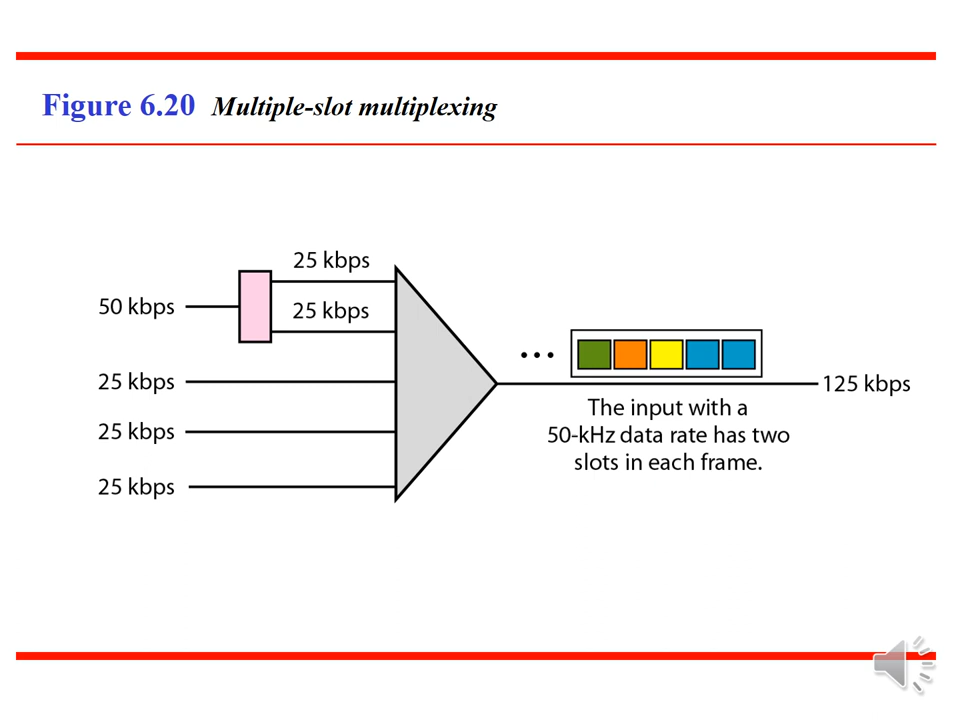 Figure 6.20 Multiple-slot multiplexing
25 kbps
50 kbps
25 kbps
25 kbps
25 kbps
25 kbps
...
125 kbps
The input with a
50-kHz data rate has two
slots in each frame.